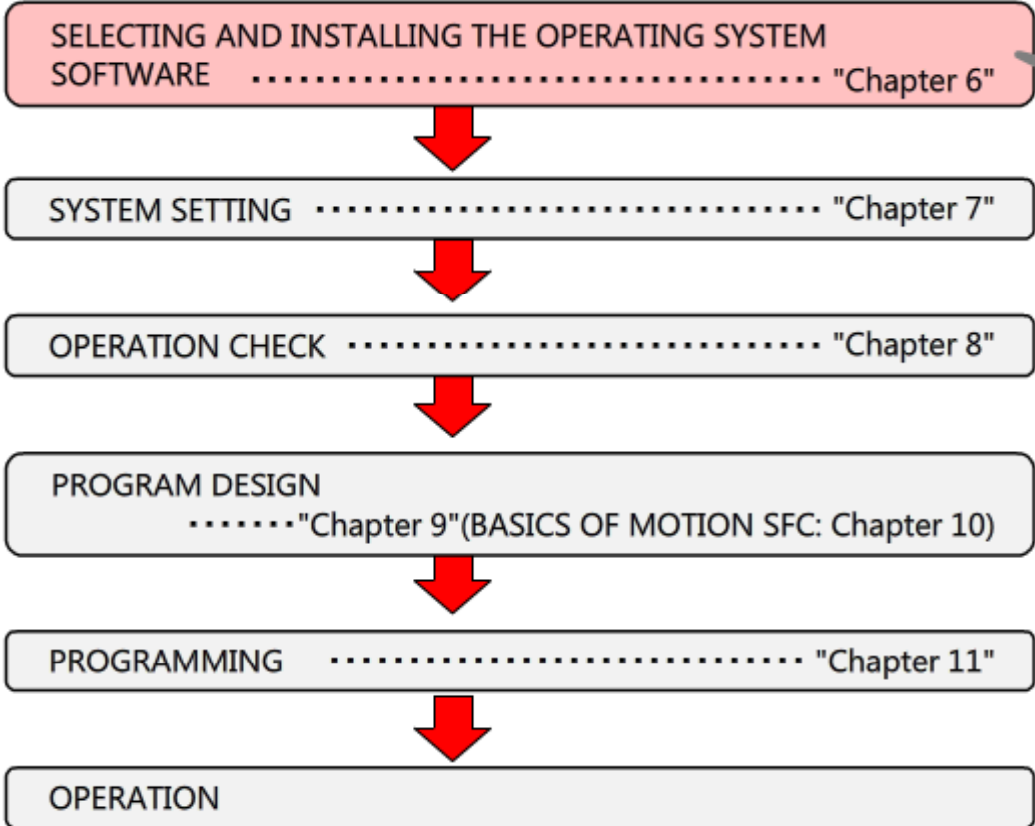 SELECTING AND INSTALLING THE OPERATING SYSTEM
SOFTWARE ···································· "Chapter 6"
SYSTEM SETTING ································ "Chapter 7"
OPERATION CHECK ······························ "Chapter 8"
PROGRAM DESIGN
·······"Chapter 9"(BASICS OF MOTION SFC: Chapter 10)
PROGRAMMING ······························ "Chapter 11"
OPERATION